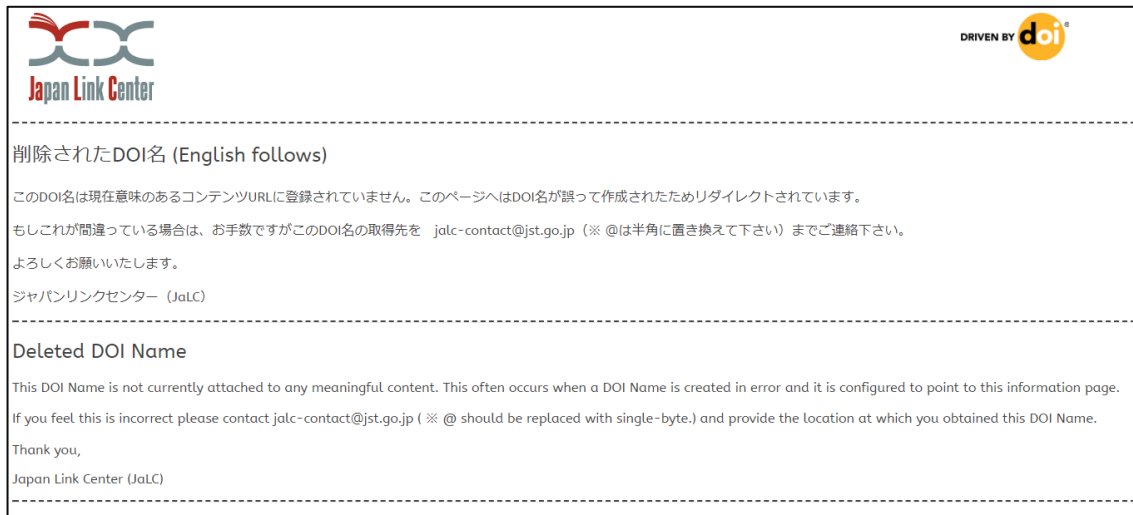 Japan Link Center
DRIVEN BY doi®
削除されたDOI名 (English follows)
このDOI名は現在意味のあるコンテンツURLに登録されていません。このページへはDOI名が誤って作成されたためリダイレクトされています。
もしこれが間違っている場合は、お手数ですがこのDOI名の取得先を　jalc-contact@jst.go.jp（※ @は半角に置き換えて下さい）までご連絡下さい。
よろしくお願いいたします。
ジャパンリンクセンター（JaLC）
Deleted DOI Name
This DOI Name is not currently attached to any meaningful content. This often occurs when a DOI Name is created in error and it is configured to point to this information page.
If you feel this is incorrect please contact jalc-contact@jst.go.jp ( ※ @ should be replaced with single-byte.) and provide the location at which you obtained this DOI Name.
Thank you,
Japan Link Center (JaLC)